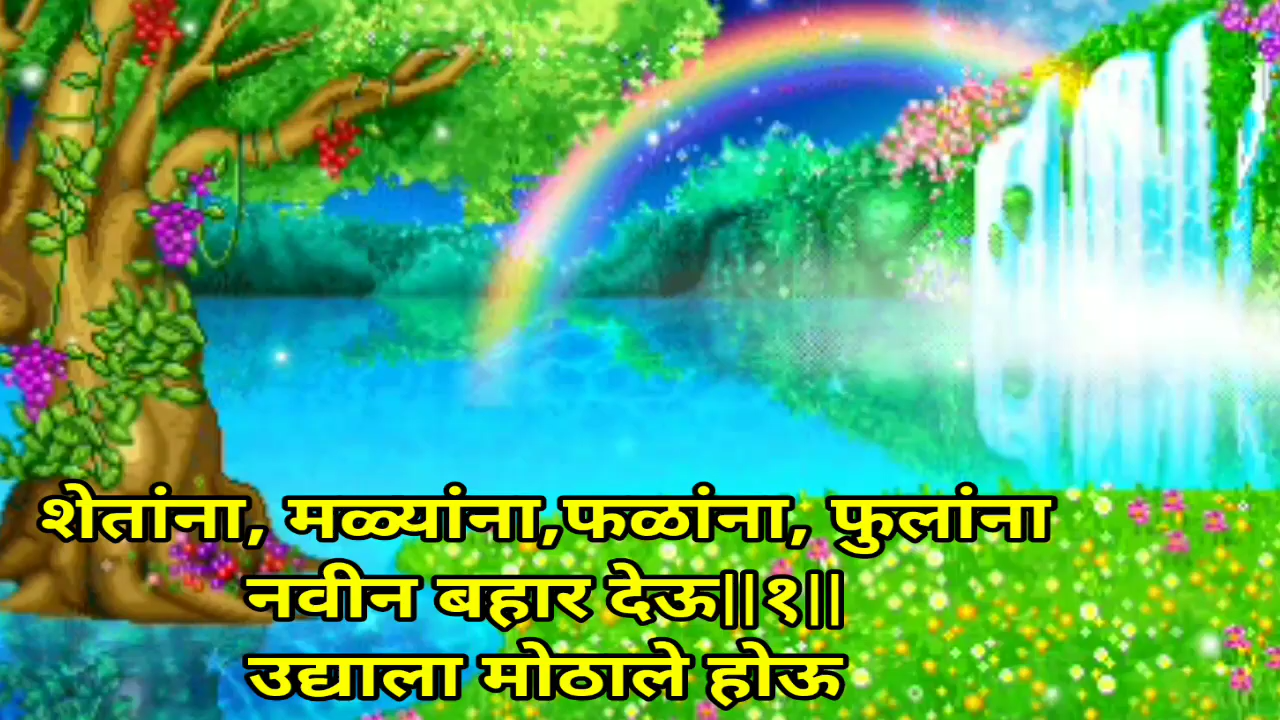 शेतांना, मळ्यांना,फळांना, फुलांना
नवीन बहार देऊ||१||
उद्याला मोठाले होऊ